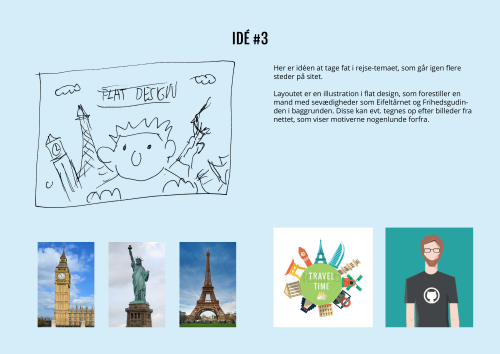 IDÉ #3
FLAT DESIGN
Her er idéen at tage fat i rejse-temaet, som går igen flere
steder på sitet.
Layoutet er en illustration i flat design, som forestiller en
mand med seværdigheder som Eifeltårnet og Frihedsgudin-
den i baggrunden. Disse kan evt. tegnes op efter billeder fra
nettet, som viser motiverne nogenlunde forfra.
TRAVEL
TIME